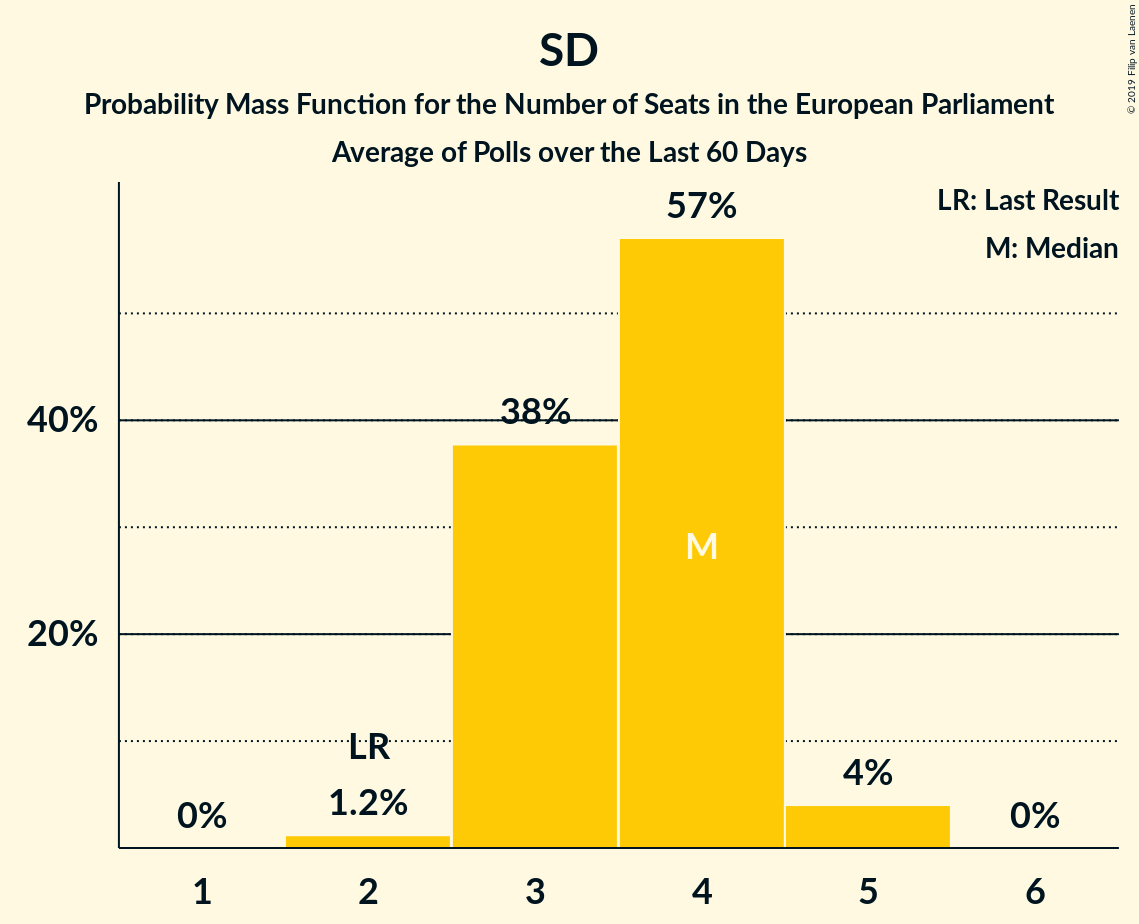 SD
Probability Mass Function for the Number of Seats in the European Parliament
Average of Polls over the Last 60 Days
© 2019 Filip van Laenen
LR: Last Result
M: Median
57%
40%
38%
M
20%
LR
0%
1.2%
4%
0%
1 2 3 4 5 6